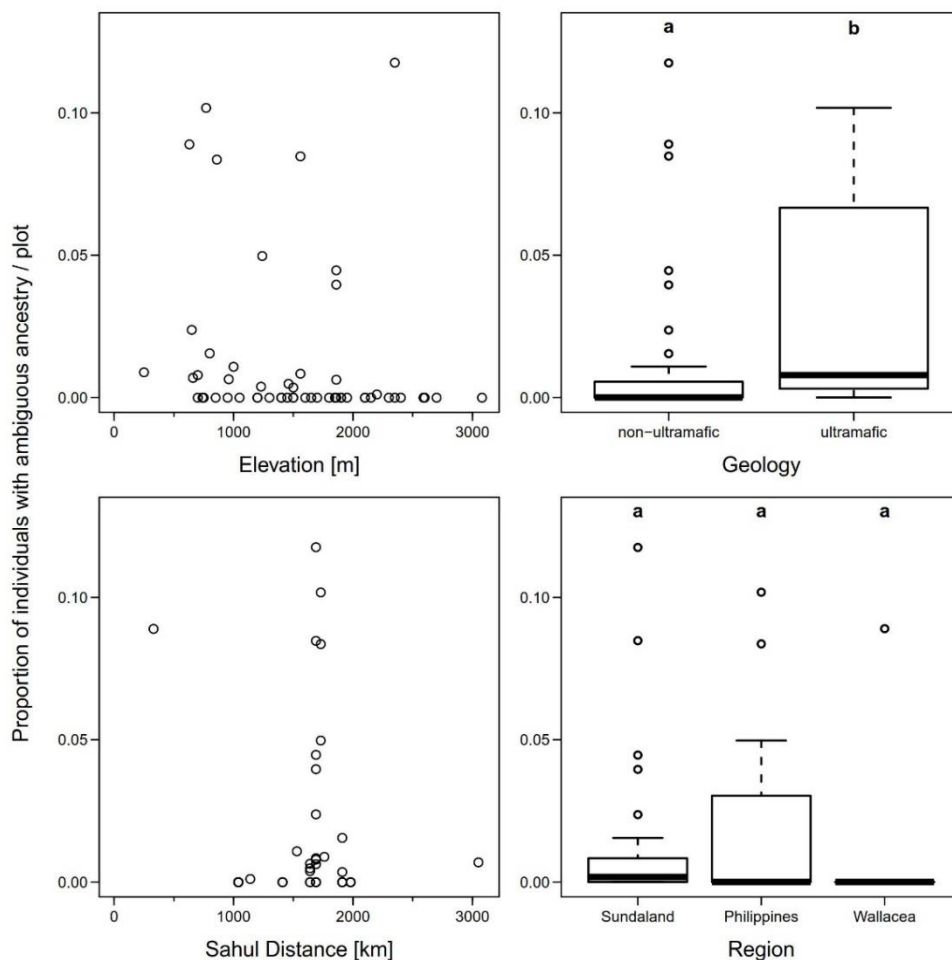 Proportion of individuals with ambiguous ancestry / plot
0.10
0.05
0.00
0
1000
2000
3000
Elevation [m]
a
b
0.10
0.05
0.00
non−ultramafic
ultramafic
Geology
0.10
0.05
0.00
0
1000
2000
3000
Sahul Distance [km]
a
a
a
0.10
0.05
0.00
Sundaland
Philippines
Wallacea
Region